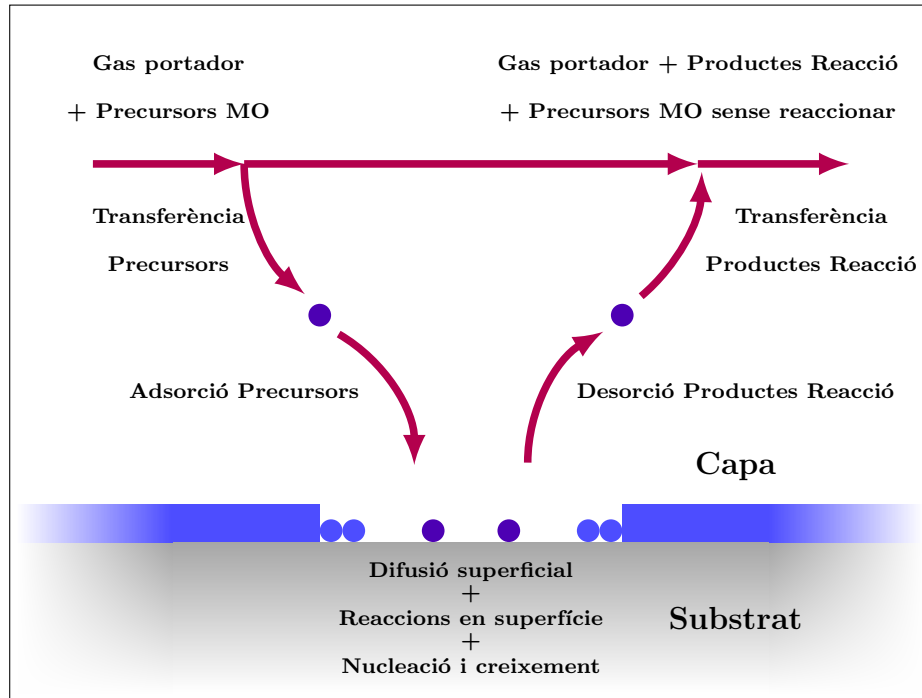 Gas portador
+ Precursors MO
Gas portador + Productes Reacció
+ Precursors MO sense reaccionar
Transferència
Precursors
Transferència
Productes Reacció
Adsorció Precursors
Desorció Productes Reacció
Capa
Difusió superficial
+
Reaccions en superfície
+
Nucleació i creixement
Substrat